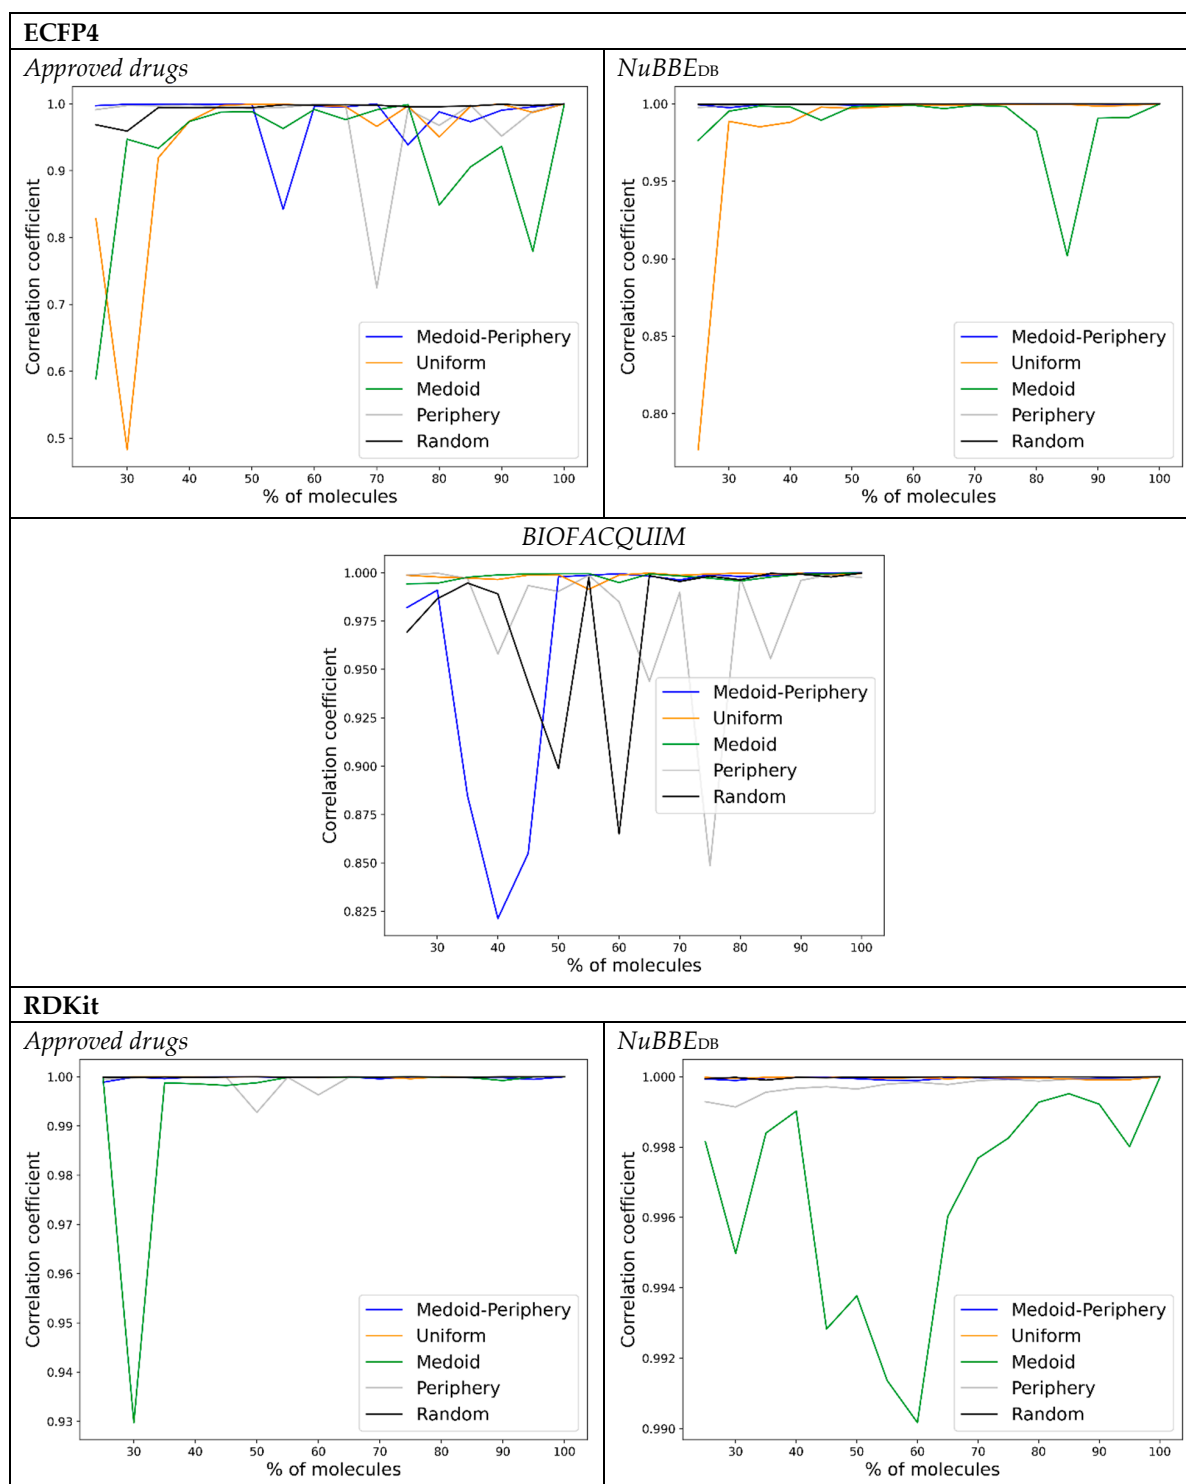 ECFP4
Approved drugs
1.0
0.9
0.8
0.7
0.6
0.5
Correlation coefficient
30 40 50 60 70 80 90 100
% of molecules
Medoid-Periphery
Uniform
Medoid
Periphery
Random
NuBBEDB
1.00
0.95
0.90
0.85
0.80
Correlation coefficient
30 40 50 60 70 80 90 100
% of molecules
Medoid-Periphery
Uniform
Medoid
Periphery
Random
BIOFACQUIM
1.000
0.975
0.950
0.925
0.900
0.875
0.850
0.825
Correlation coefficient
30 40 50 60 70 80 90 100
% of molecules
Medoid-Periphery
Uniform
Medoid
Periphery
Random
RDKit
Approved drugs
1.00
0.99
0.98
0.97
0.96
0.95
0.94
0.93
Correlation coefficient
30 40 50 60 70 80 90 100
% of molecules
Medoid-Periphery
Uniform
Medoid
Periphery
Random
NuBBEDB
1.000
0.998
0.996
0.994
0.992
0.990
Correlation coefficient
30 40 50 60 70 80 90 100
% of molecules
Medoid-Periphery
Uniform
Medoid
Periphery
Random